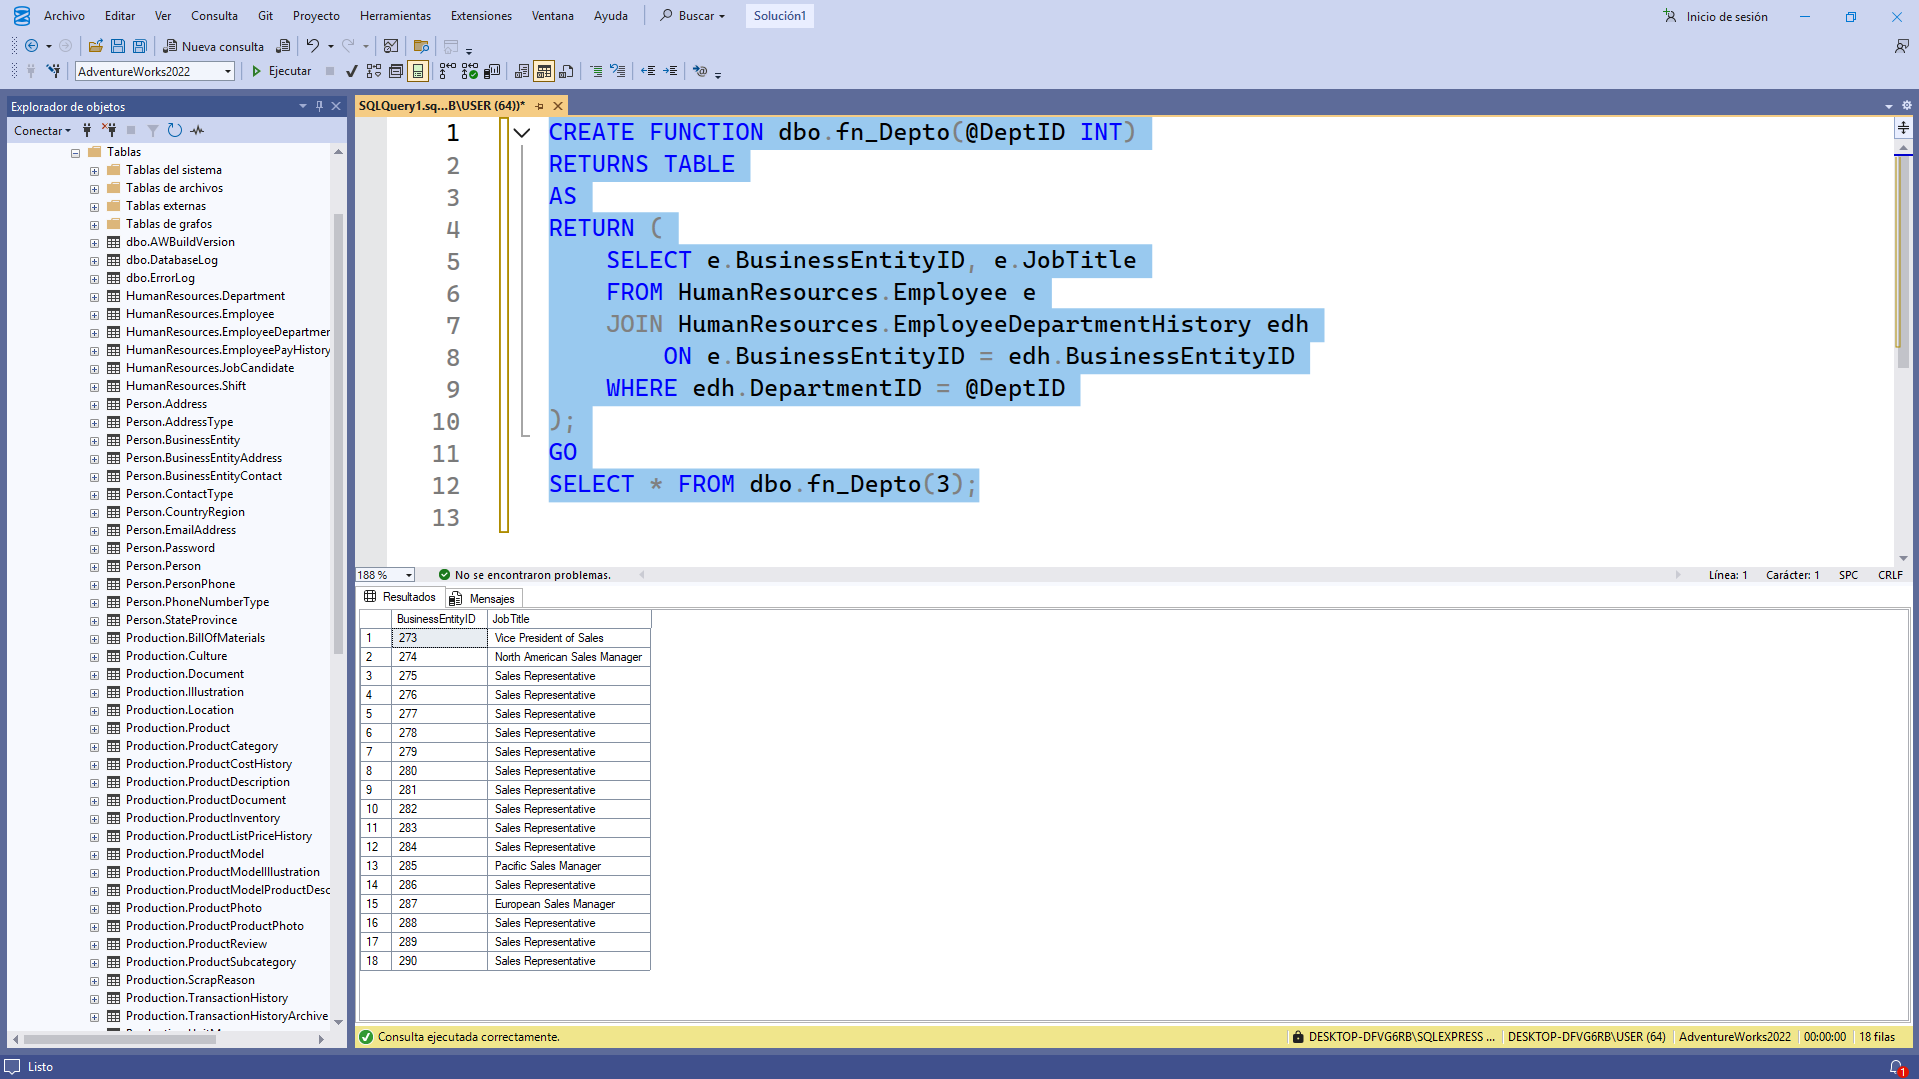 Archivo Editar Ver Consulta Git Proyecto Herramientas Extensiones Ventana Ayuda Buscar Solución1 Inicio de sesión
Nueva consulta
AdventureWorks2022 Ejecutar
Explorador de objetos
Conectar
Tablas
Tablas del sistema
Tablas de archivos
Tablas externas
Tablas de grafos
dbo.AWBuildVersion
dbo.DatabaseLog
dbo.ErrorLog
HumanResources.Department
HumanResources.Employee
HumanResources.EmployeeDepartmen
HumanResources.EmployeePayHistory
HumanResources.JobCandidate
HumanResources.Shift
Person.Address
Person.AddressType
Person.BusinessEntity
Person.BusinessEntityAddress
Person.BusinessEntityContact
Person.ContactType
Person.CountryRegion
Person.EmailAddress
Person.Password
Person.Person
Person.PersonPhone
Person.PhoneNumberType
Person.StateProvince
Production.BillOfMaterials
Production.Culture
Production.Document
Production.Illustration
Production.Location
Production.Product
Production.ProductCategory
Production.ProductCostHistory
Production.ProductDescription
Production.ProductDocument
Production.ProductInventory
Production.ProductListPriceHistory
Production.ProductModel
Production.ProductModelIllustration
Production.ProductModelProductDesc
Production.ProductPhoto
Production.ProductProductPhoto
Production.ProductReview
Production.ProductSubcategory
Production.ScrapReason
Production.TransactionHistory
Production.TransactionHistoryArchive
SQLQuery1.sq...B\USER (64))*
1 CREATE FUNCTION dbo.fn_Depto(@DeptID INT)
2 RETURNS TABLE
3 AS
4 RETURN (
5 SELECT e.BusinessEntityID, e.JobTitle
6 FROM HumanResources.Employee e
7 JOIN HumanResources.EmployeeDepartmentHistory edh
8 ON e.BusinessEntityID = edh.BusinessEntityID
9 WHERE edh.DepartmentID = @DeptID
10 );
11 GO
12 SELECT * FROM dbo.fn_Depto(3);
13
188 % No se encontraron problemas. Línea: 1 Carácter: 1 SPC CRLF
Resultados Mensajes
BusinessEntityID JobTitle
1 273 Vice President of Sales
2 274 North American Sales Manager
3 275 Sales Representative
4 276 Sales Representative
5 277 Sales Representative
6 278 Sales Representative
7 279 Sales Representative
8 280 Sales Representative
9 281 Sales Representative
10 282 Sales Representative
11 283 Sales Representative
12 284 Sales Representative
13 285 Pacific Sales Manager
14 286 Sales Representative
15 287 European Sales Manager
16 288 Sales Representative
17 289 Sales Representative
18 290 Sales Representative
Consulta ejecutada correctamente. DESKTOP-DFVG6RB\SQLEXPRESS ... DESKTOP-DFVG6RB\USER (64) AdventureWorks2022 00:00:00 18 filas
Listo 1